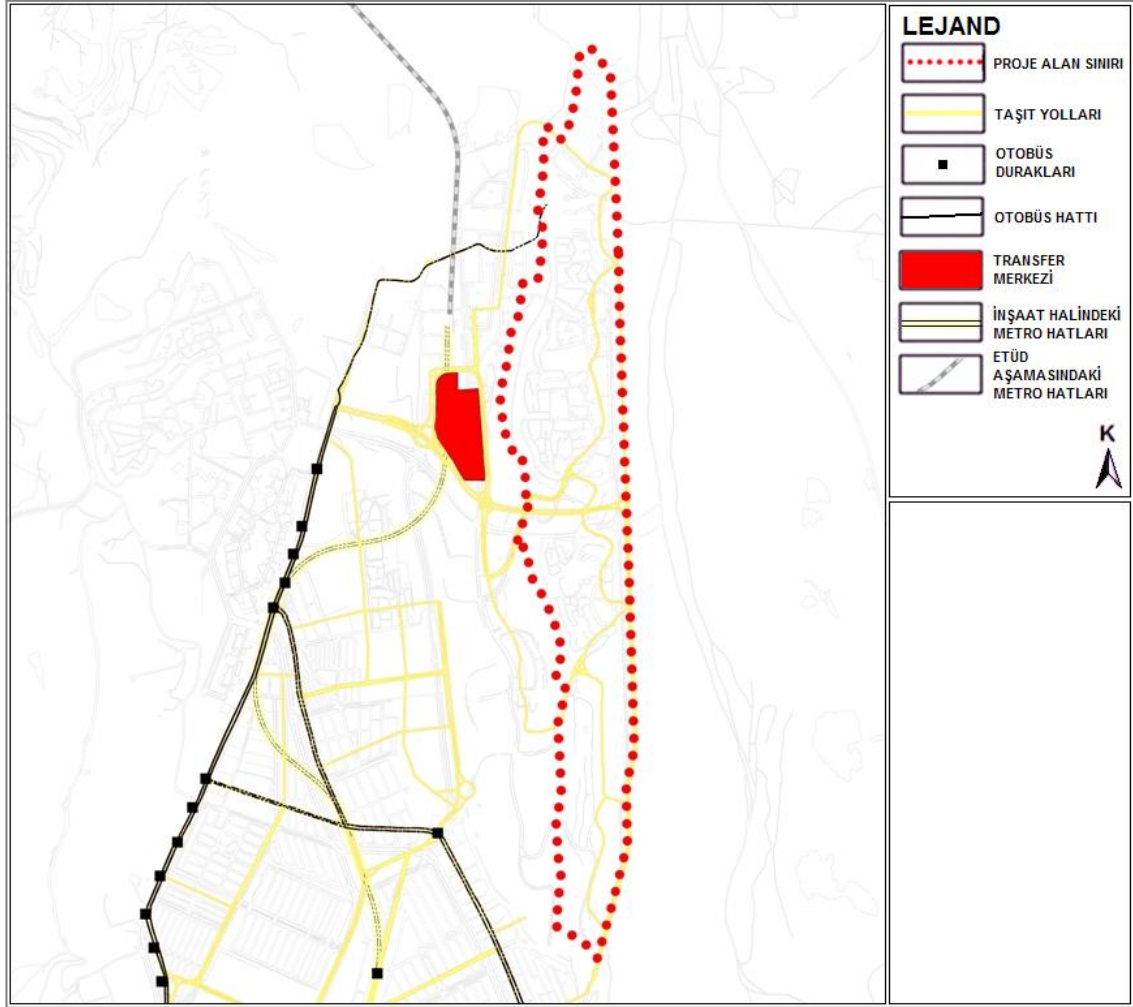 LEJAND
PROJE ALAN SINIRI
TAŞIT YOLLARI
OTOBÜS
DURAKLARI
OTOBÜS HATTI
TRANSFER
MERKEZİ
İNŞAAT HALİNDEKİ
METRO HATLARI
ETÜD
AŞAMASINDAKİ
METRO HATLARI
K